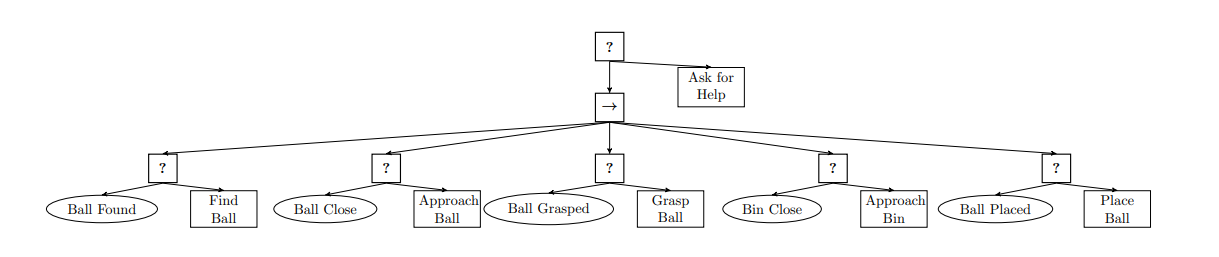 ?
Ask for
Help
→
?
?
?
?
?
Ball Found
Find
Ball
Ball Close
Approach
Ball
Ball Grasped
Grasp
Ball
Bin Close
Approach
Bin
Ball Placed
Place
Ball